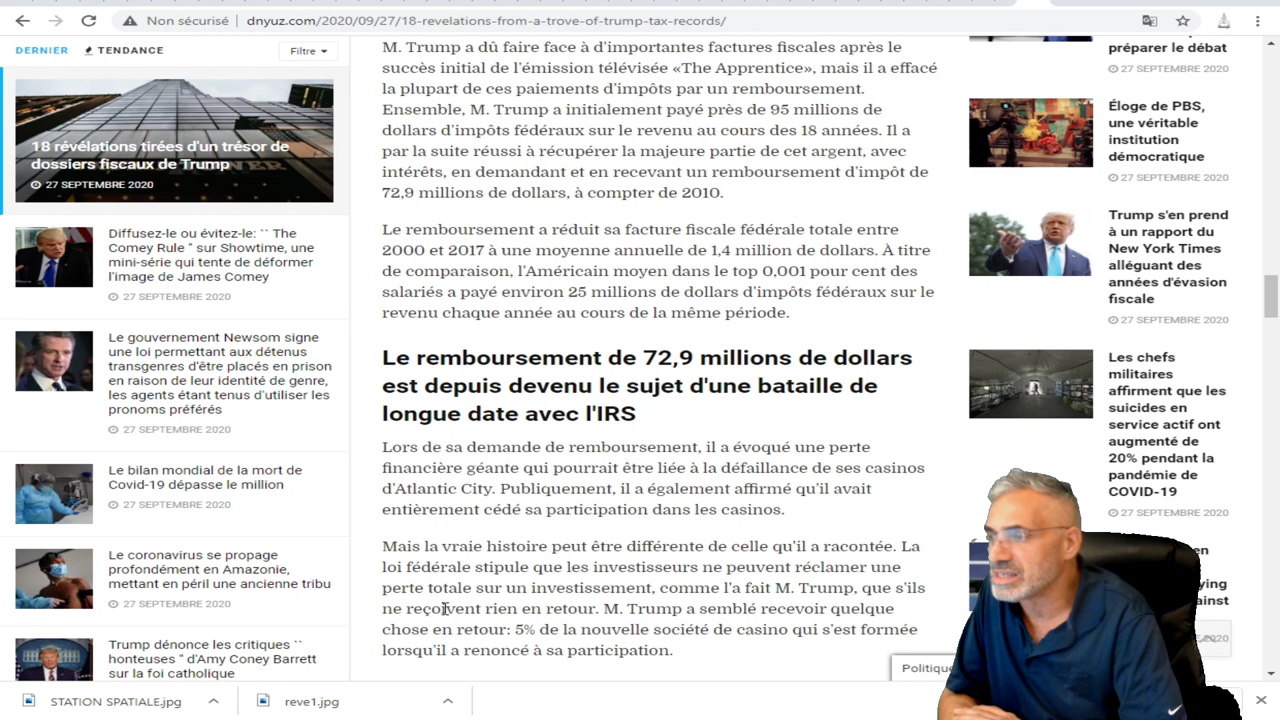 Non sécurisé | dnyuz.com/2020/09/27/18-revelations-from-a-trove-of-trump-tax-records/
DERNIER
TENDANCE
Filtre
18 révélations tirées d'un trésor de
dossiers fiscaux de Trump
27 SEPTEMBRE 2020
Diffusez-le ou évitez-le: `` The
Comey Rule '' sur Showtime, une
mini-série qui tente de déformer
l'image de James Comey
27 SEPTEMBRE 2020
Le gouvernement Newsom signe
une loi permettant aux détenus
transgenres d'être placés en prison
en raison de leur identité de genre,
les agents étant tenus d'utiliser les
pronoms préférés
27 SEPTEMBRE 2020
Le bilan mondial de la mort de
Covid-19 dépasse le million
27 SEPTEMBRE 2020
Le coronavirus se propage
profondément en Amazonie,
mettant en péril une ancienne tribu
27 SEPTEMBRE 2020
Trump dénonce les critiques ``
honteuses '' d'Amy Coney Barrett
sur la foi catholique
M. Trump a dû faire face à d'importantes factures fiscales après le
succès initial de l'émission télévisée «The Apprentice», mais il a effacé
la plupart de ces paiements d'impôts par un remboursement.
Ensemble, M. Trump a initialement payé près de 95 millions de
dollars d'impôts fédéraux sur le revenu au cours des 18 années. Il a
par la suite réussi à récupérer la majeure partie de cet argent, avec
intérêts, en demandant et en recevant un remboursement d'impôt de
72,9 millions de dollars, à compter de 2010.
Le remboursement a réduit sa facture fiscale fédérale totale entre
2000 et 2017 à une moyenne annuelle de 1,4 million de dollars. À titre
de comparaison, l'Américain moyen dans le top 0,001 pour cent des
salariés a payé environ 25 millions de dollars d'impôts fédéraux sur le
revenu chaque année au cours de la même période.
Le remboursement de 72,9 millions de dollars
est depuis devenu le sujet d'une bataille de
longue date avec l'IRS
Lors de sa demande de remboursement, il a évoqué une perte
financière géante qui pourrait être liée à la défaillance de ses casinos
d'Atlantic City. Publiquement, il a également affirmé qu'il avait
entièrement cédé sa participation dans les casinos.
Mais la vraie histoire peut être différente de celle qu'il a racontée. La
loi fédérale stipule que les investisseurs ne peuvent réclamer une
perte totale sur un investissement, comme l'a fait M. Trump, que s'ils
ne reçoivent rien en retour. M. Trump a semblé recevoir quelque
chose en retour: 5% de la nouvelle société de casino qui s'est formée
lorsqu'il a renoncé à sa participation.
préparer le débat
27 SEPTEMBRE 2020
Éloge de PBS,
une véritable
institution
démocratique
27 SEPTEMBRE 2020
Trump s'en prend
à un rapport du
New York Times
alléguant des
années d'évasion
fiscale
27 SEPTEMBRE 2020
Les chefs
militaires
affirment que les
suicides en
service actif ont
augmenté de
20% pendant la
pandémie de
COVID-19
27 SEPTEMBRE 2020
Politique
STATION SPATIALE.jpg
reve1.jpg